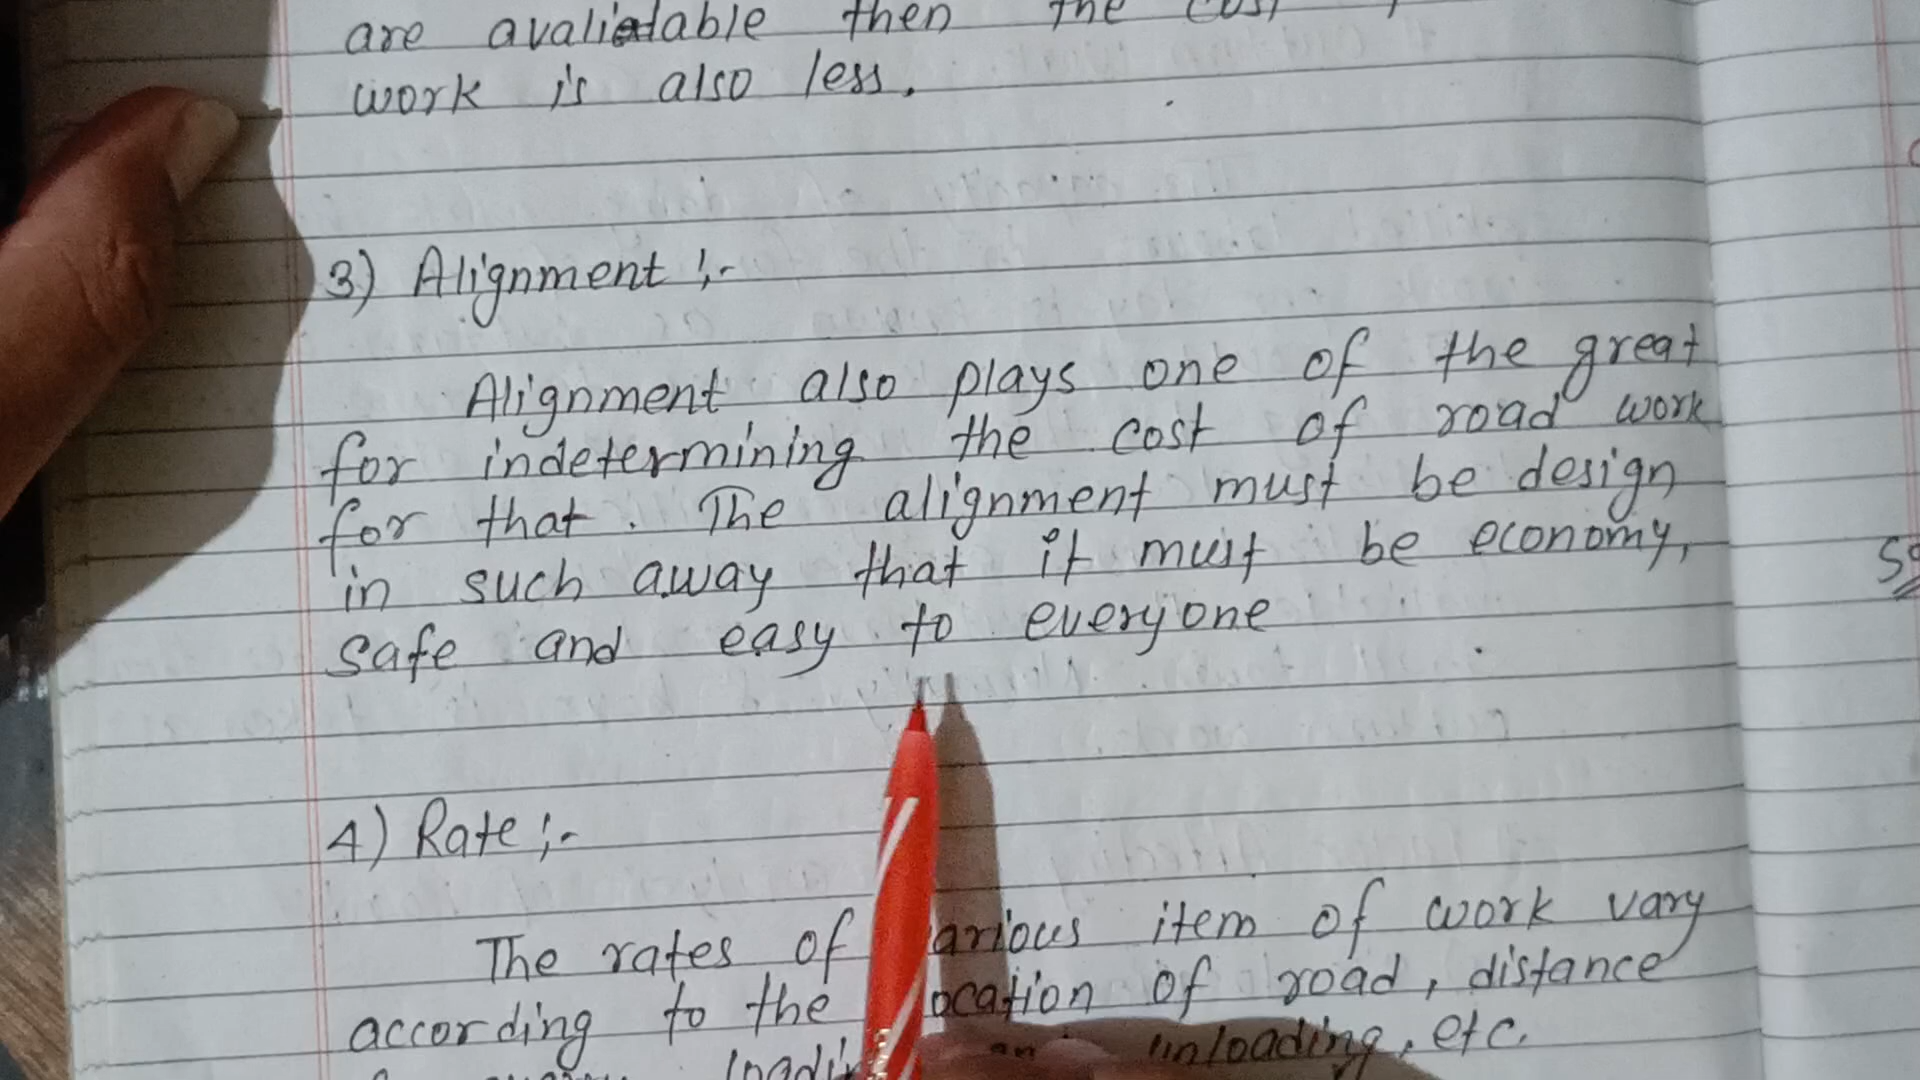 are avaliatable then the cost
work is also less.
3) Alignment :-
Alignment also plays one of the great
for indetermining the cost of road work
for that. The alignment must be design
in such away that it must be economy,
safe and easy to everyone
4) Rate :-
The rates of item of work vary
according to the of road, distance
unloading, etc.